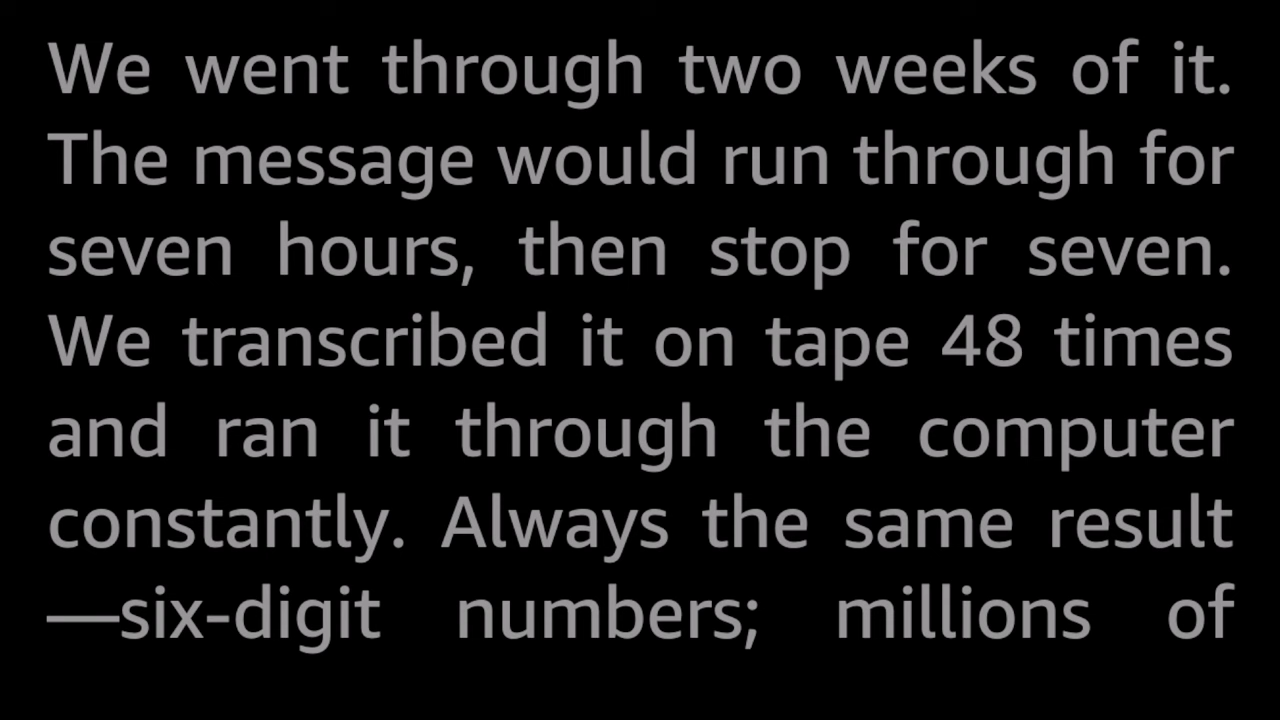 We went through two weeks of it.
The message would run through for
seven hours, then stop for seven.
We transcribed it on tape 48 times
and ran it through the computer
constantly. Always the same result
—six-digit numbers; millions of